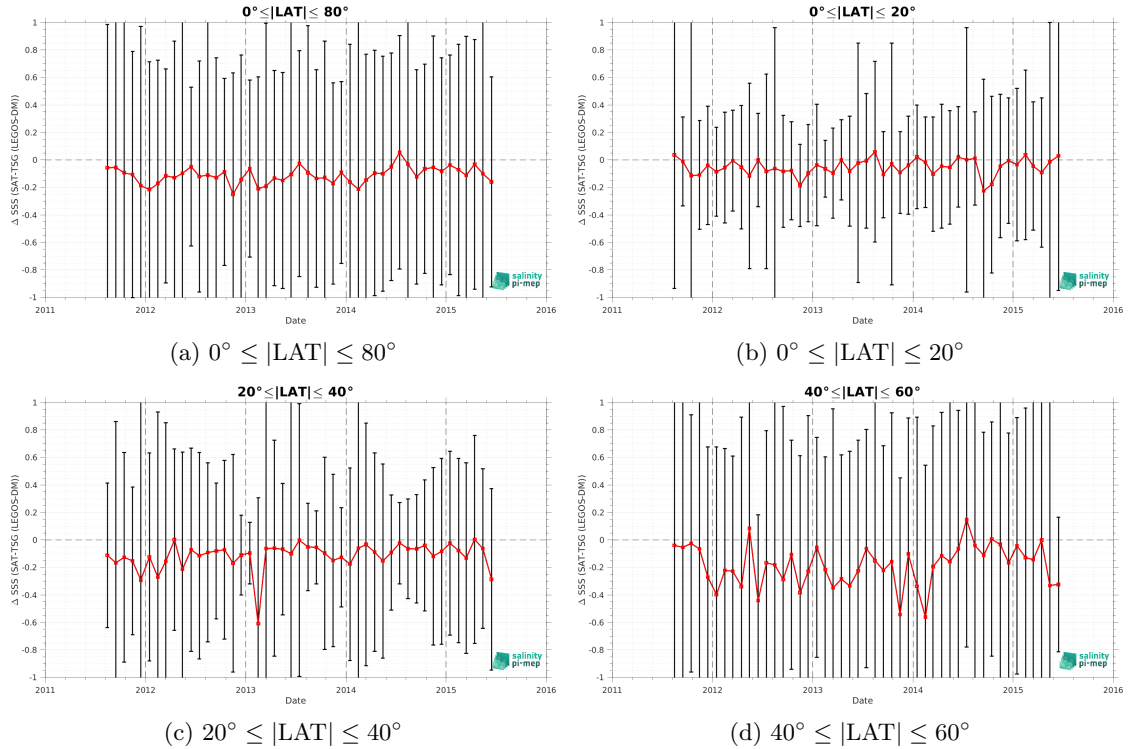 0°≤|LAT|≤ 80°
Δ SSS (SAT-TSG (LEGOS-DM))
1
0.8
0.6
0.4
0.2
0
-0.2
-0.4
-0.6
-0.8
-1
2011 2012 2013 2014 2015 2016
Date
salinity
pi-mep
(a) 0° ≤ |LAT| ≤ 80°
0°≤|LAT|≤ 20°
Δ SSS (SAT-TSG (LEGOS-DM))
1
0.8
0.6
0.4
0.2
0
-0.2
-0.4
-0.6
-0.8
-1
2011 2012 2013 2014 2015 2016
Date
salinity
pi-mep
(b) 0° ≤ |LAT| ≤ 20°
20°≤|LAT|≤ 40°
Δ SSS (SAT-TSG (LEGOS-DM))
1
0.8
0.6
0.4
0.2
0
-0.2
-0.4
-0.6
-0.8
-1
2011 2012 2013 2014 2015 2016
Date
salinity
pi-mep
(c) 20° ≤ |LAT| ≤ 40°
40°≤|LAT|≤ 60°
Δ SSS (SAT-TSG (LEGOS-DM))
1
0.8
0.6
0.4
0.2
0
-0.2
-0.4
-0.6
-0.8
-1
2011 2012 2013 2014 2015 2016
Date
salinity
pi-mep
(d) 40° ≤ |LAT| ≤ 60°